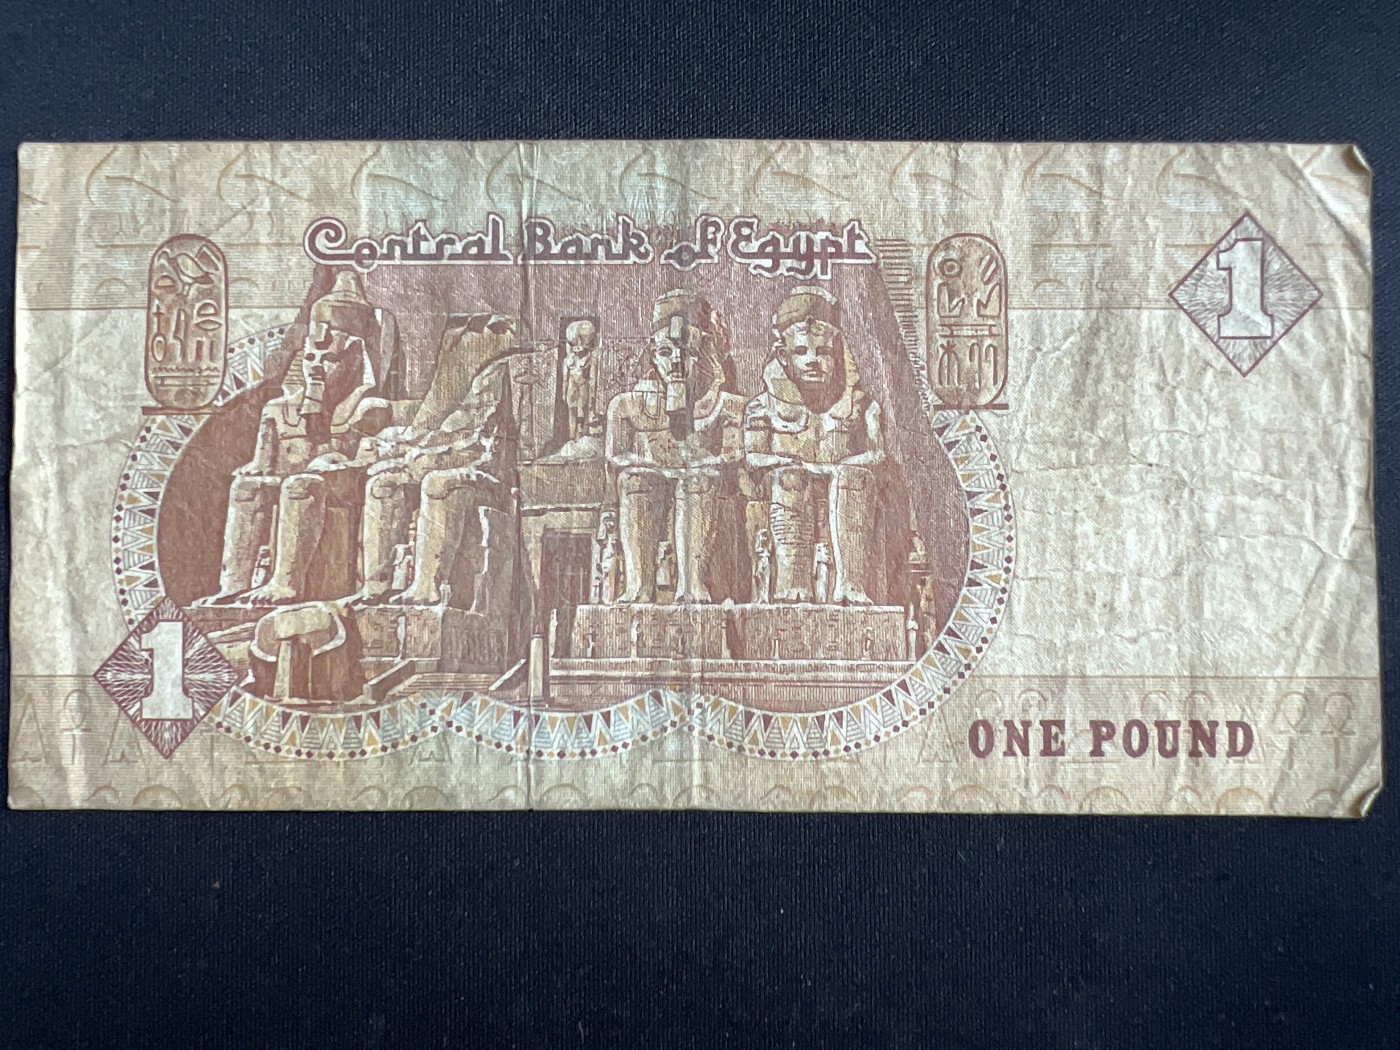 Central Bank of Egypt
1
1
ONE POUND